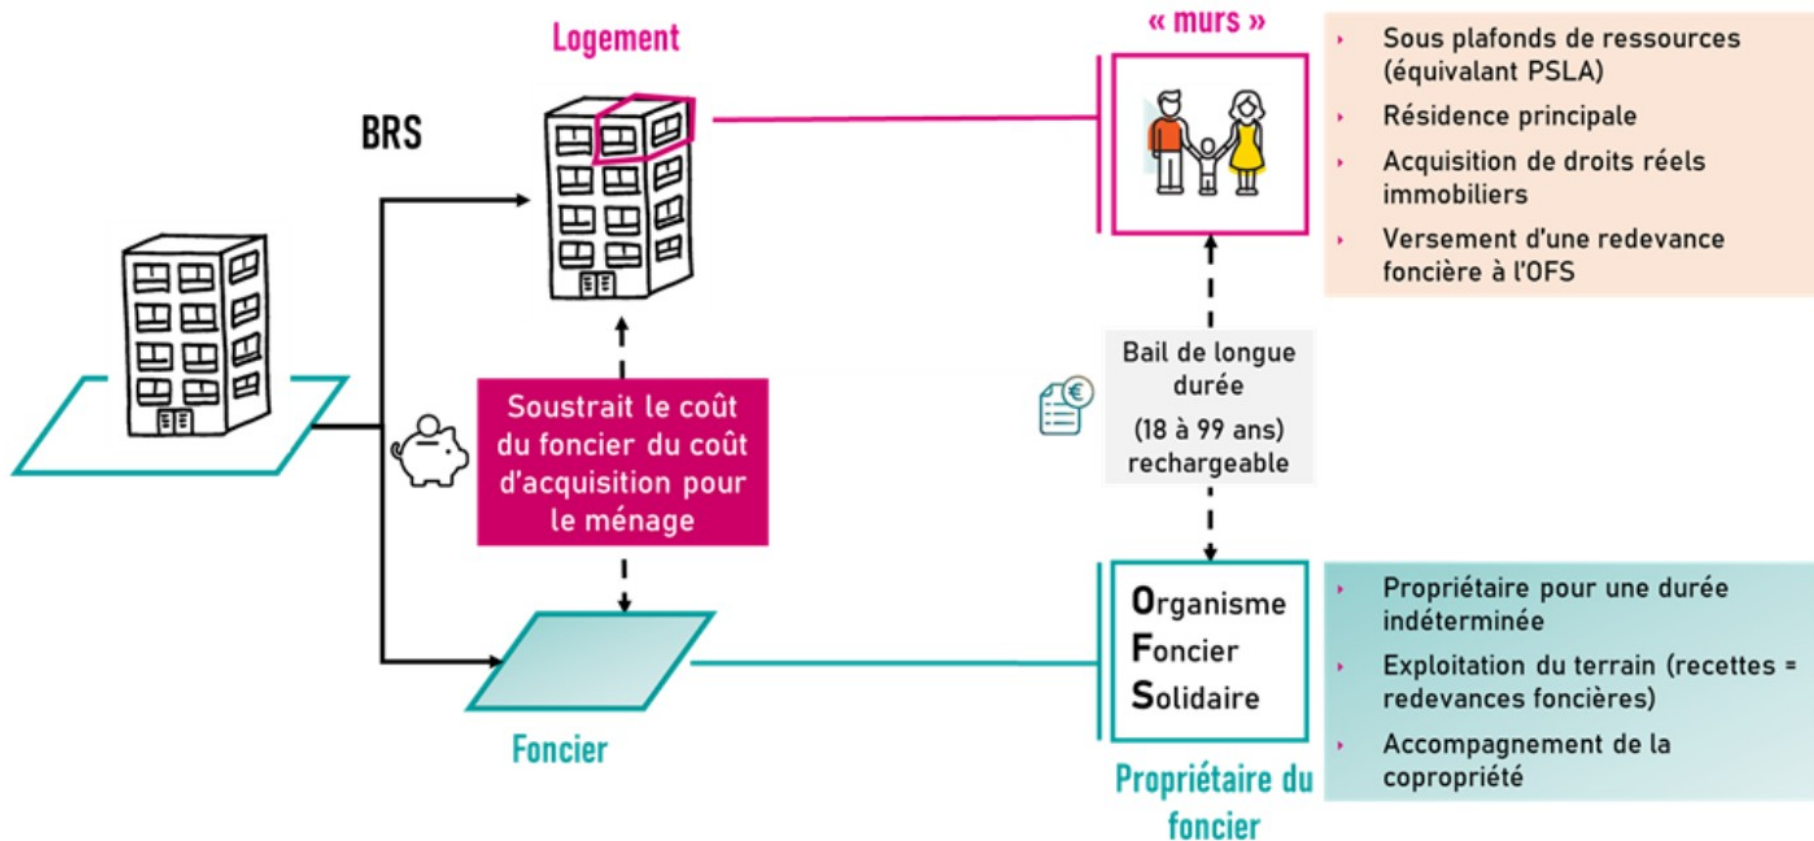 Logement
BRS
Soustrait le coût
du foncier du coût
d'acquisition pour
le ménage
Foncier
« murs »
Bail de longue
durée
(18 à 99 ans)
rechargeable
€
Organisme
Foncier
Solidaire
Propriétaire du
foncier
Sous plafonds de ressources
(équivalant PSLA)
Résidence principale
Acquisition de droits réels
immobiliers
Versement d'une redevance
foncière à l'OFS
Propriétaire pour une durée
indéterminée
Exploitation du terrain (recettes =
redevances foncières)
Accompagnement de la
copropriété